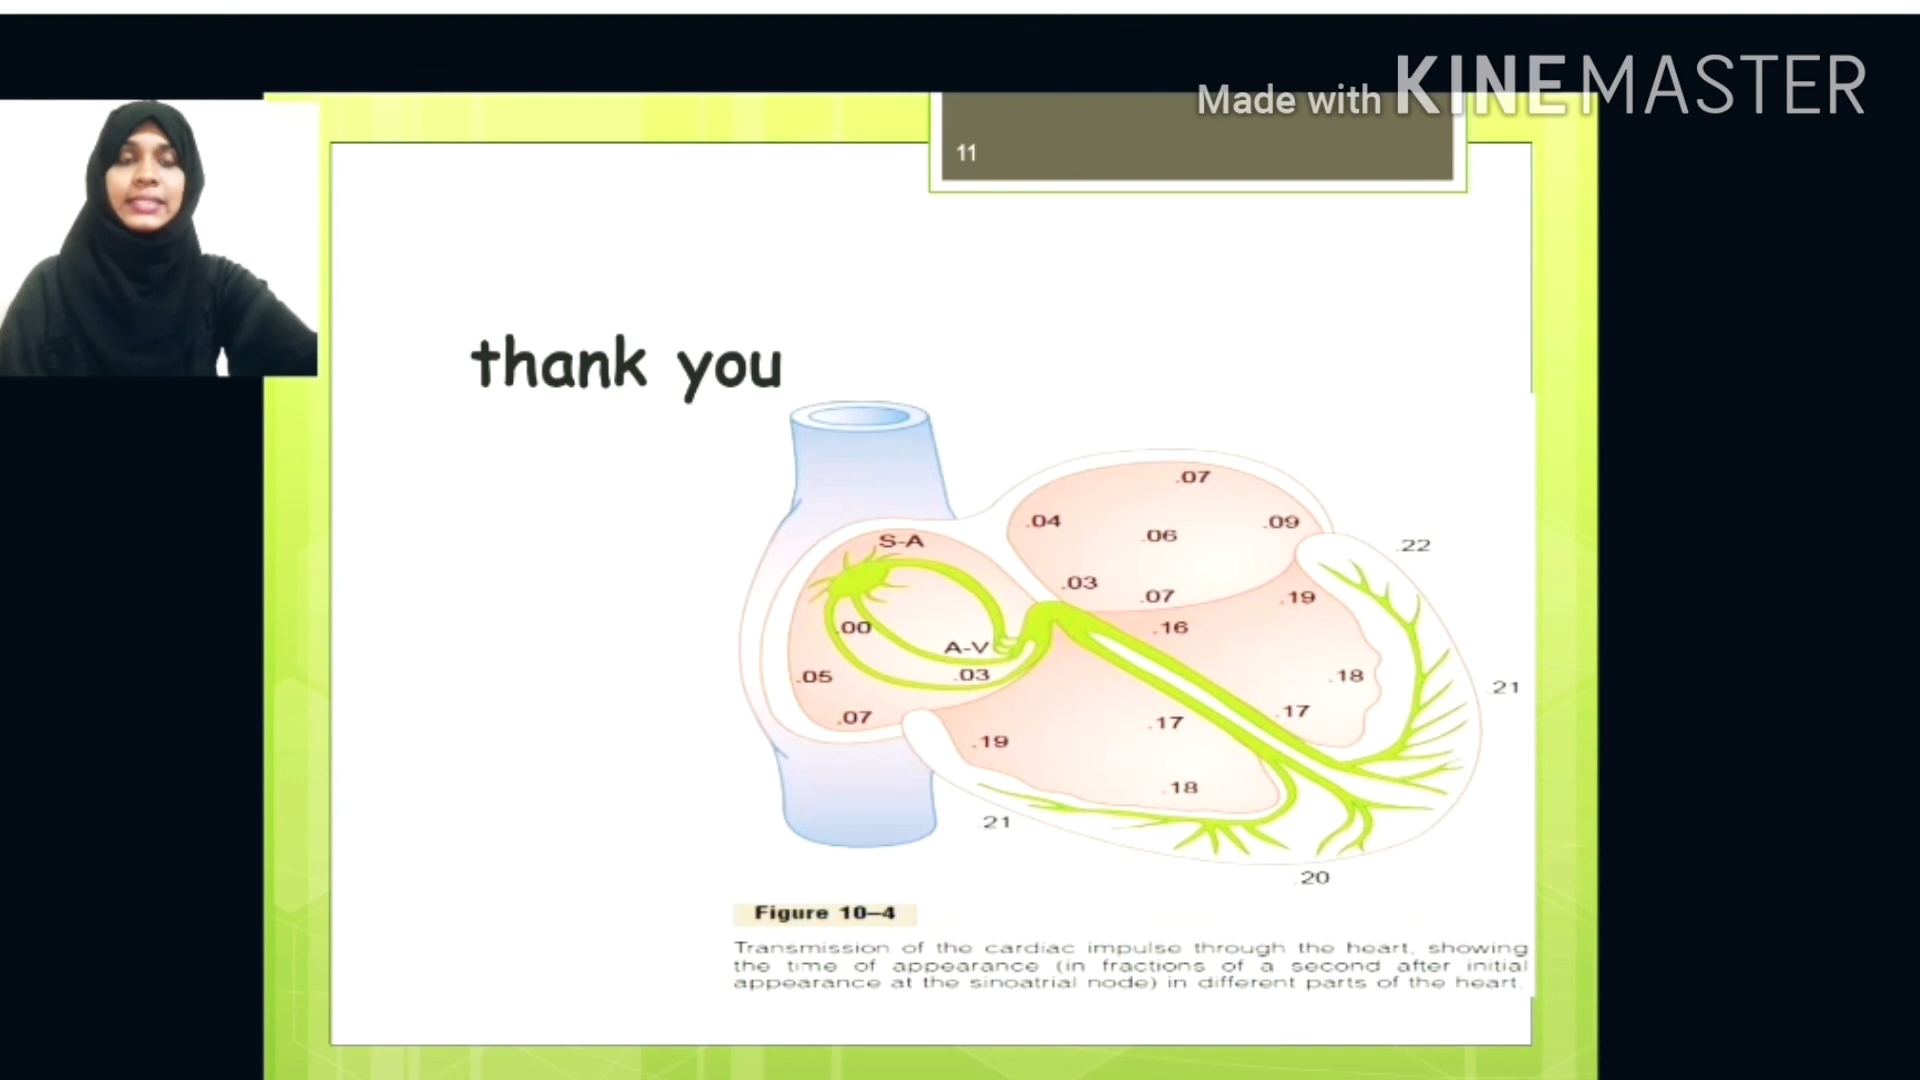 Made with KINEMASTER
11
thank you
.07
.04
.09
.06
S-A
.22
.03
.07
.19
.00
.16
A-V
.05
.03
.18
.21
.07
.17
.17
.19
.18
.21
.20
Figure 10–4
Transmission of the cardiac impulse through the heart, showing
the time of appearance (in fractions of a second after initial
appearance at the sinoatrial node) in different parts of the heart.